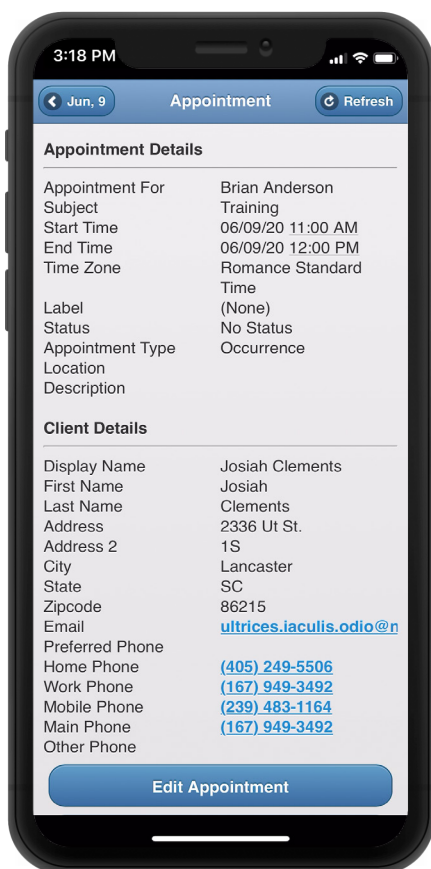 3:18 PM
Jun, 9 Appointment Refresh
Appointment Details
Appointment For Brian Anderson
Subject Training
Start Time 06/09/20 11:00 AM
End Time 06/09/20 12:00 PM
Time Zone Romance Standard
Time
Label (None)
Status No Status
Appointment Type Occurrence
Location
Description
Client Details
Display Name Josiah Clements
First Name Josiah
Last Name Clements
Address 2336 Ut St.
Address 2 1S
City Lancaster
State SC
Zipcode 86215
Email ultrices.iaculis.odio@n
Preferred Phone
Home Phone (405) 249-5506
Work Phone (167) 949-3492
Mobile Phone (239) 483-1164
Main Phone (167) 949-3492
Other Phone
Edit Appointment